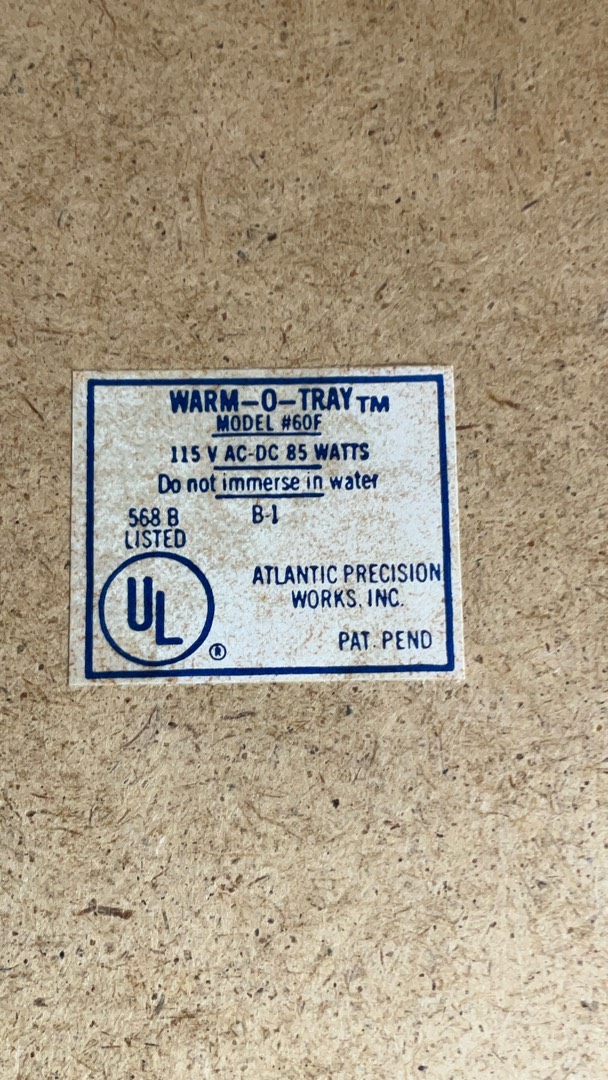 WARM-O-TRAY TM
MODEL #60F
115 V AC-DC 85 WATTS
Do not immerse in water
568 B B-1
LISTED
UL ®
ATLANTIC PRECISION
WORKS, INC.
PAT. PEND